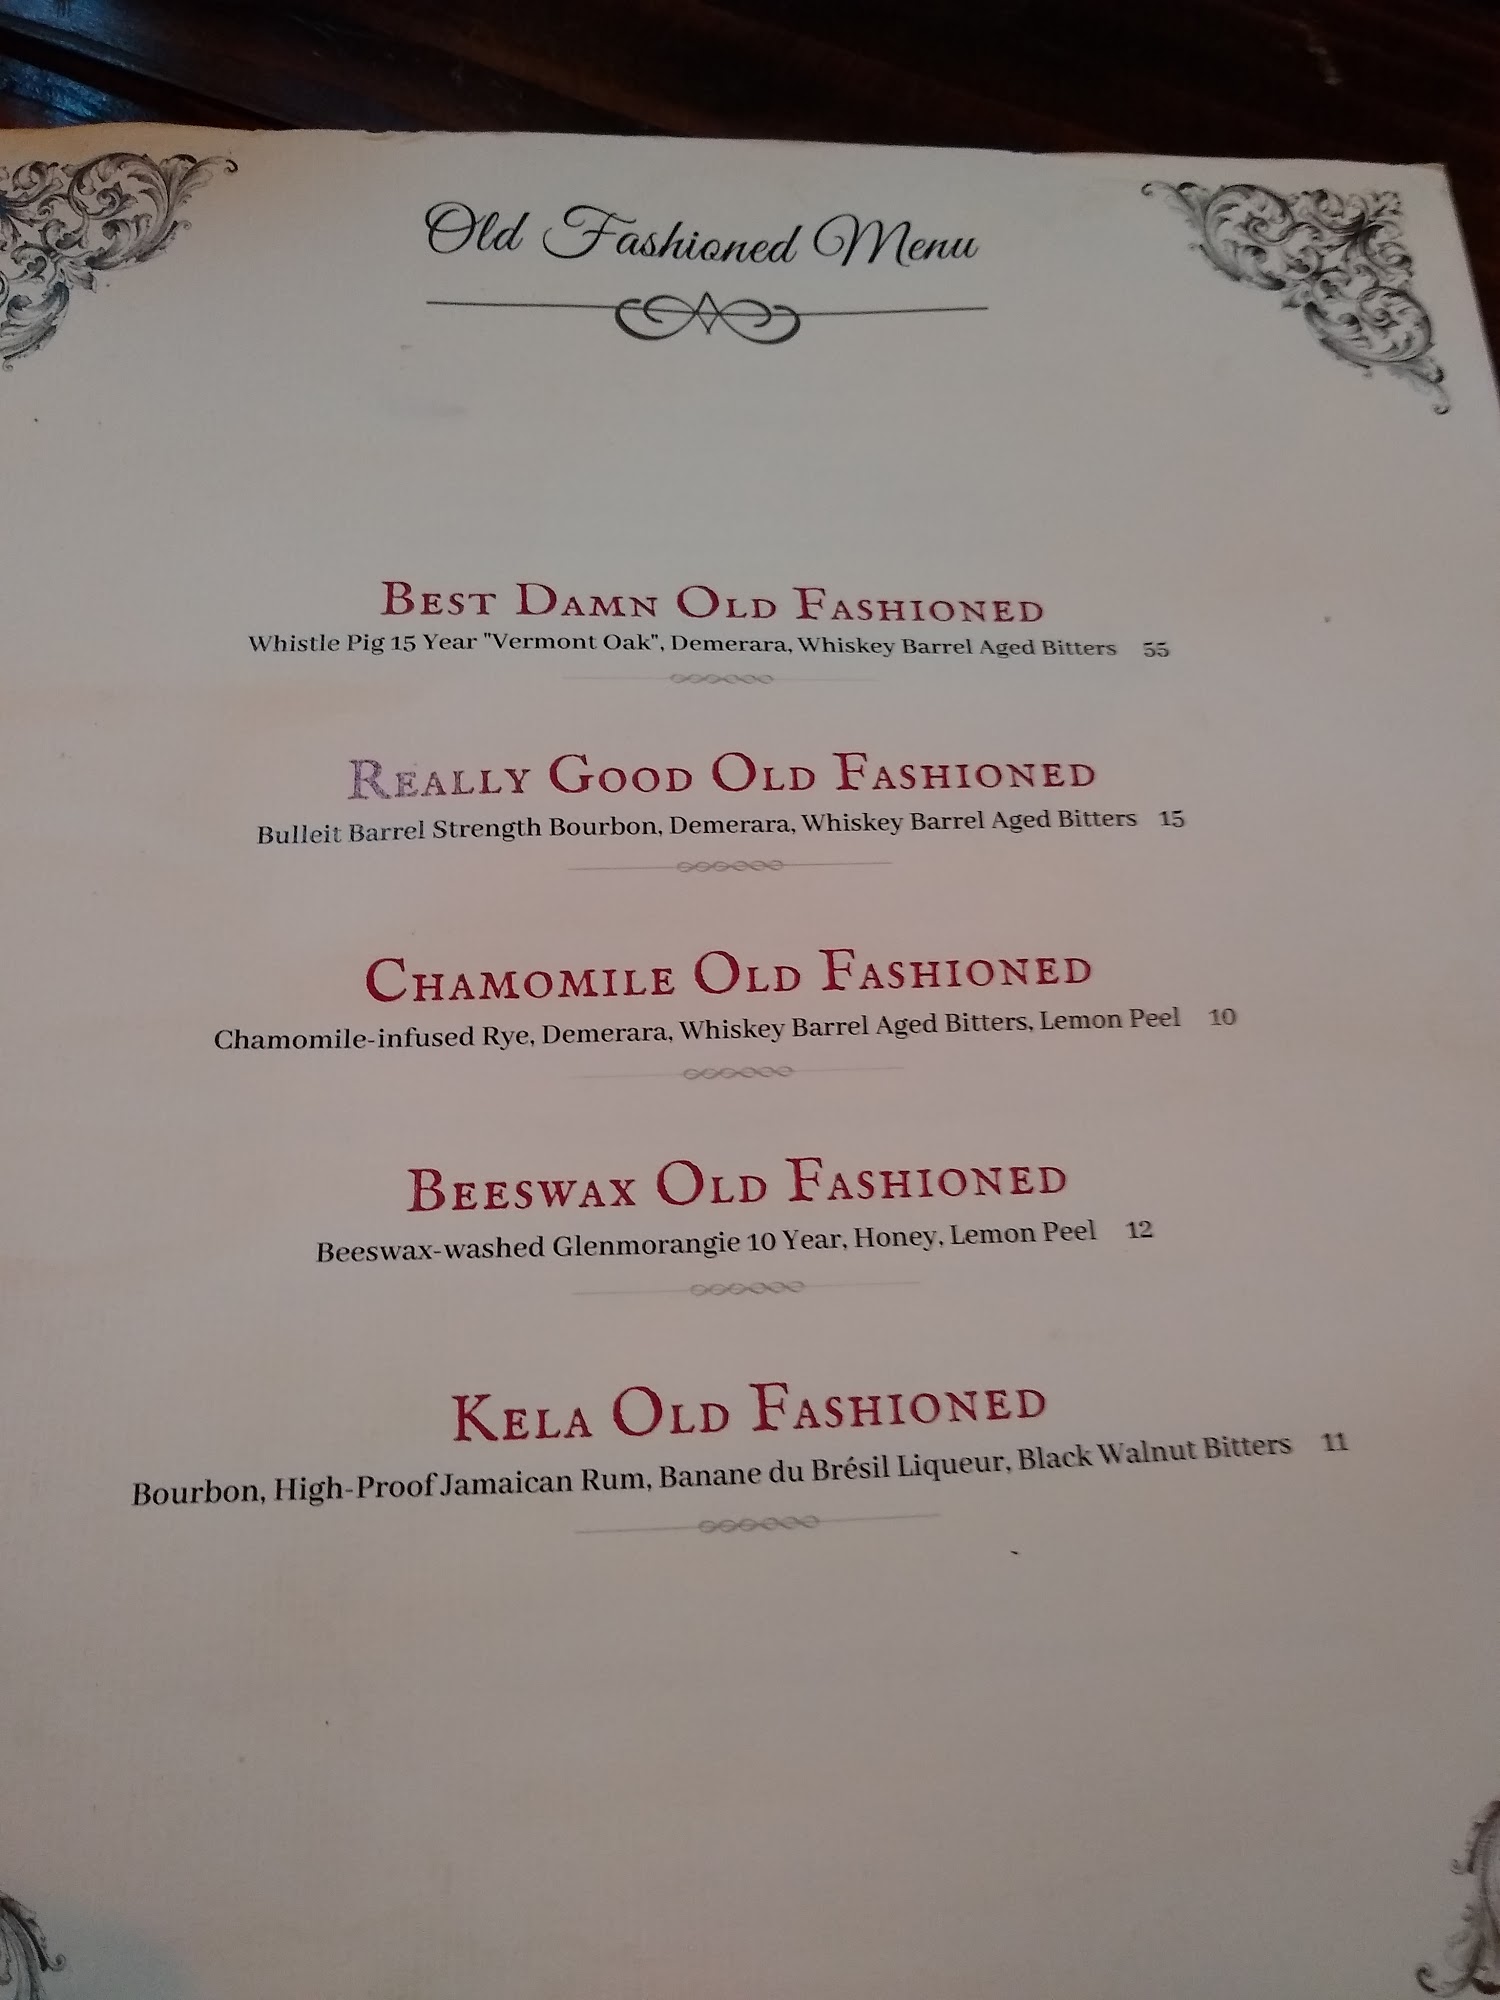 Old Fashioned Menu
Best Damn Old Fashioned
Whistle Pig 15 Year "Vermont Oak", Demerara, Whiskey Barrel Aged Bitters 55
Really Good Old Fashioned
Bulleit Barrel Strength Bourbon, Demerara, Whiskey Barrel Aged Bitters 15
Chamomile Old Fashioned
Chamomile-infused Rye, Demerara, Whiskey Barrel Aged Bitters, Lemon Peel 10
Beeswax Old Fashioned
Beeswax-washed Glenmorangie 10 Year, Honey, Lemon Peel 12
Kela Old Fashioned
Bourbon, High-Proof Jamaican Rum, Banane du Brésil Liqueur, Black Walnut Bitters 11